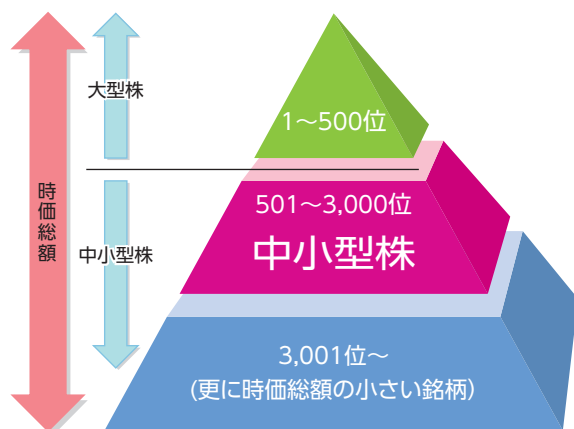 時価総額
大型株
中小型株
1～500位
501～3,000位
中小型株
3,001位～
(更に時価総額の小さい銘柄)